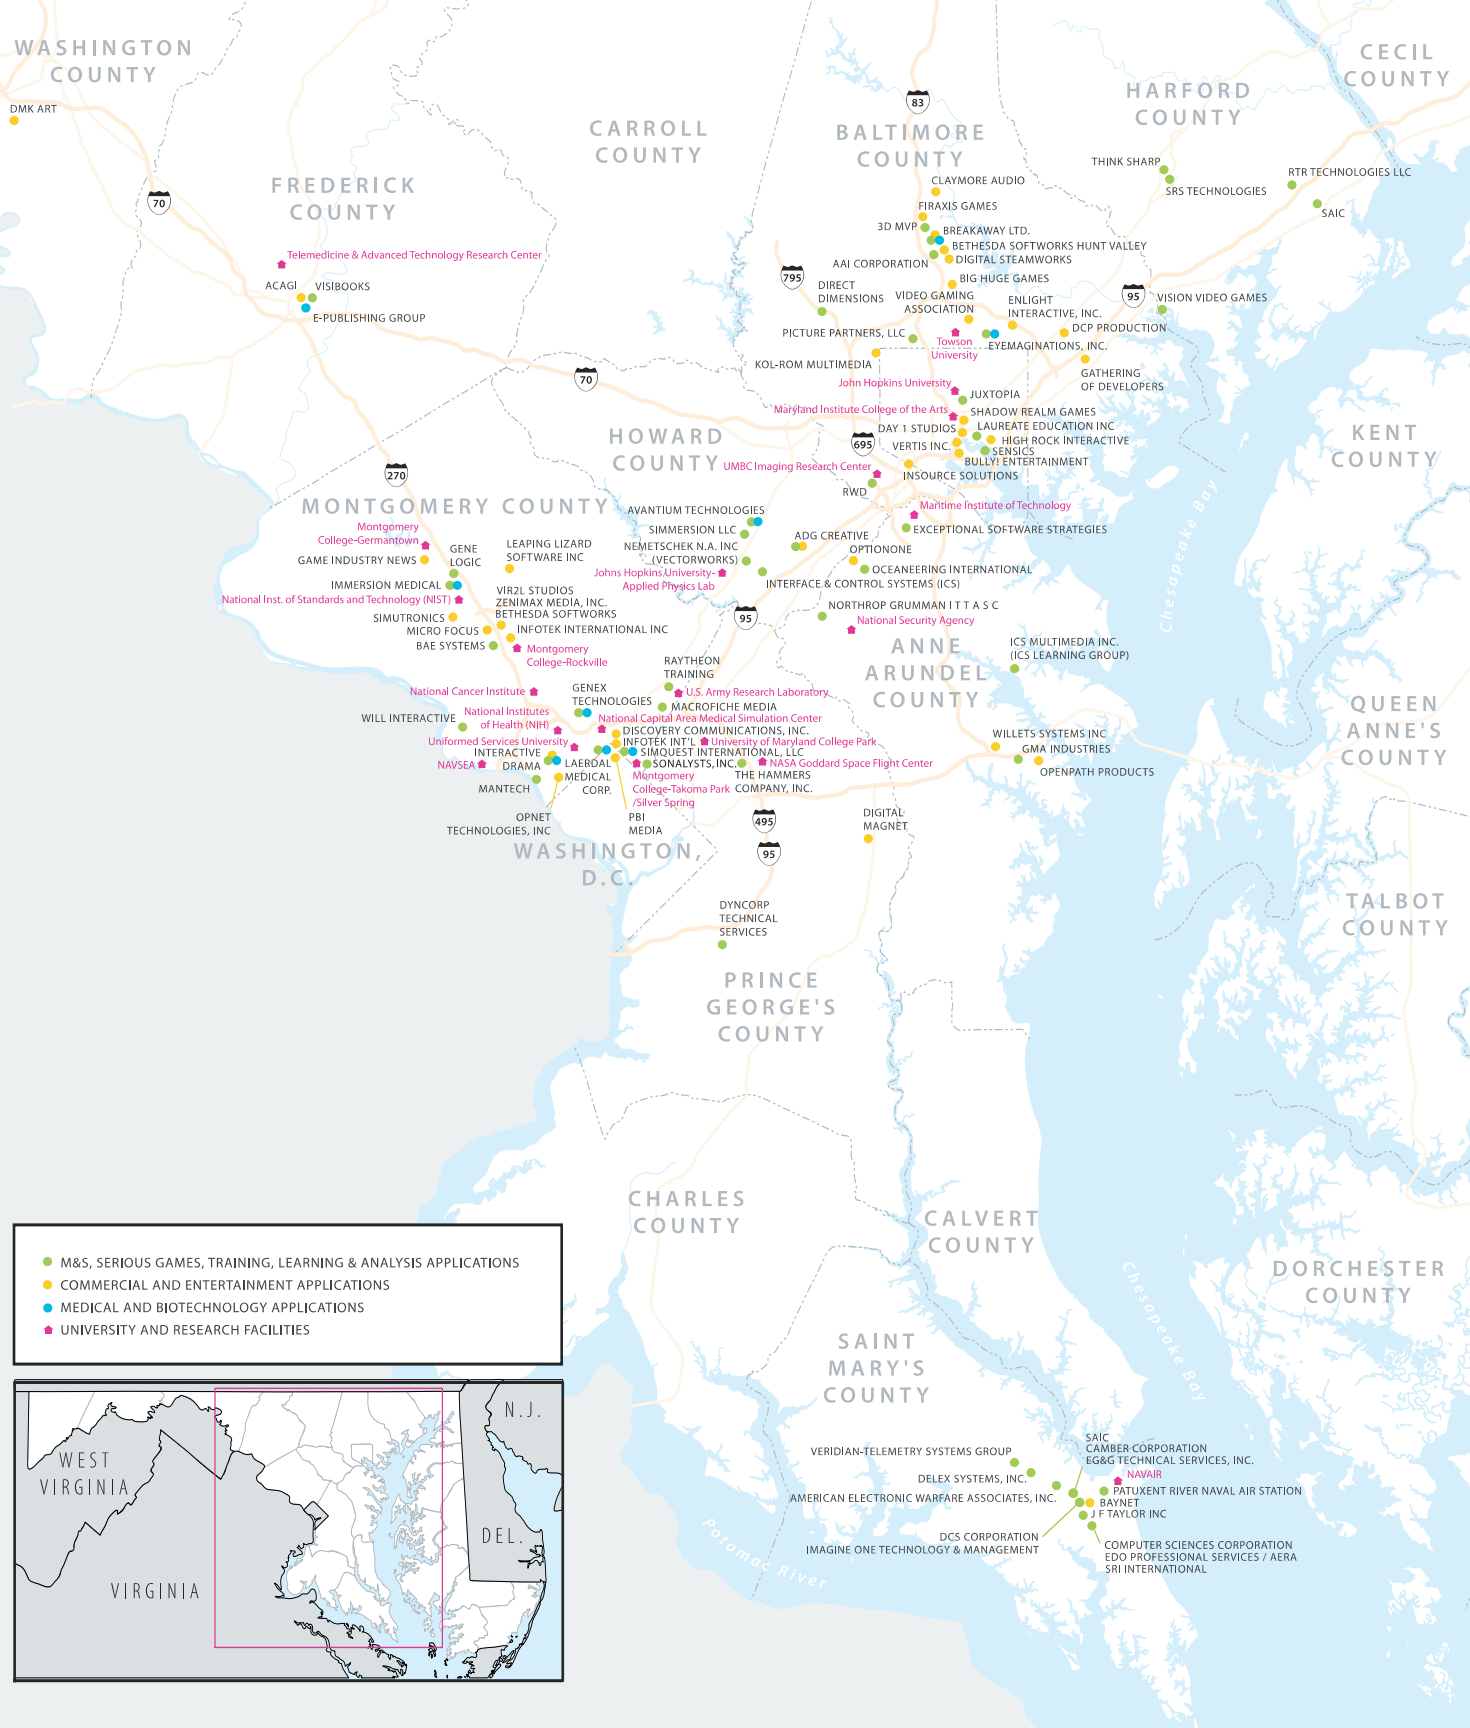 WASHINGTON
COUNTY
DMK ART
70
FREDERICK
COUNTY
CARROLL
COUNTY
83
BALTIMORE
COUNTY
HARFORD
COUNTY
CECIL
COUNTY
THINK SHARP
SRS TECHNOLOGIES
RTR TECHNOLOGIES LLC
SAIC
CLAYMORE AUDIO
FIRAXIS GAMES
3D MVP
BREAKAWAY LTD.
BETHESDA SOFTWORKS HUNT VALLEY
DIGITAL STEAMWORKS
AAI CORPORATION
BIG HUGE GAMES
Telemedicine & Advanced Technology Research Center
ACAGI
VISIBOOKS
E-PUBLISHING GROUP
795
DIRECT
DIMENSIONS
VIDEO GAMING
ASSOCIATION
ENLIGHT
INTERACTIVE, INC.
95
VISION VIDEO GAMES
DCP PRODUCTION
PICTURE PARTNERS, LLC
Towson
University
EYEMAGINATIONS, INC.
KOL-ROM MULTIMEDIA
GATHERING
OF DEVELOPERS
70
John Hopkins University
JUXTOPIA
Maryland Institute College of the Arts
SHADOW REALM GAMES
DAY 1 STUDIOS
LAUREATE EDUCATION INC
HIGH ROCK INTERACTIVE
VERTIS INC.
SENSICS
BULLY! ENTERTAINMENT
695
HOWARD
COUNTY
UMBC Imaging Research Center
INSOURCE SOLUTIONS
RWD
KENT
COUNTY
270
MONTGOMERY COUNTY
Maritime Institute of Technology
EXCEPTIONAL SOFTWARE STRATEGIES
Chesapeake Bay
Montgomery
College-Germantown
GAME INDUSTRY NEWS
GENE
LOGIC
LEAPING LIZARD
SOFTWARE INC
AVANTIUM TECHNOLOGIES
SIMMERSION LLC
NEMETSCHEK N.A. INC
(VECTORWORKS)
ADG CREATIVE
OPTIONONE
OCEANEERING INTERNATIONAL
Johns Hopkins University-
Applied Physics Lab
INTERFACE & CONTROL SYSTEMS (ICS)
IMMERSION MEDICAL
National Inst. of Standards and Technology (NIST)
VIR2L STUDIOS
ZENIMAX MEDIA, INC.
BETHESDA SOFTWORKS
SIMUTRONICS
MICRO FOCUS
INFOTEK INTERNATIONAL INC
BAE SYSTEMS
Montgomery
College-Rockville
95
NORTHROP GRUMMAN I T T A S C
National Security Agency
ANNE
ARUNDEL
COUNTY
ICS MULTIMEDIA INC.
(ICS LEARNING GROUP)
RAYTHEON
TRAINING
U.S. Army Research Laboratory
MACROFICHE MEDIA
National Cancer Institute
GENEX
TECHNOLOGIES
National Institutes
of Health (NIH)
National Capital Area Medical Simulation Center
WILL INTERACTIVE
DISCOVERY COMMUNICATIONS, INC.
INFOTEK INT'L
University of Maryland College Park
Uniformed Services University
INTERACTIVE
DRAMA
SIMQUEST INTERNATIONAL, LLC
SONALYSTS, INC.
NASA Goddard Space Flight Center
NAVSEA
LAERDAL
MEDICAL
CORP.
MANTECH
Montgomery
College-Takoma Park
/Silver Spring
THE HAMMERS
COMPANY, INC.
OPNET
TECHNOLOGIES, INC
PBI
MEDIA
495
95
WILLETS SYSTEMS INC
GMA INDUSTRIES
OPENPATH PRODUCTS
QUEEN
ANNE'S
COUNTY
DIGITAL
MAGNET
WASHINGTON,
D.C.
TALBOT
COUNTY
DYNCORP
TECHNICAL
SERVICES
PRINCE
GEORGE'S
COUNTY
CHARLES
COUNTY
CALVERT
COUNTY
Chesapeake Bay
DORCHESTER
COUNTY
M&S, SERIOUS GAMES, TRAINING, LEARNING & ANALYSIS APPLICATIONS
COMMERCIAL AND ENTERTAINMENT APPLICATIONS
MEDICAL AND BIOTECHNOLOGY APPLICATIONS
UNIVERSITY AND RESEARCH FACILITIES
SAINT
MARY'S
COUNTY
VERIDIAN-TELEMETRY SYSTEMS GROUP
DELEX SYSTEMS, INC.
AMERICAN ELECTRONIC WARFARE ASSOCIATES, INC.
SAIC
CAMBER CORPORATION
EG&G TECHNICAL SERVICES, INC.
NAVAIR
PATUXENT RIVER NAVAL AIR STATION
BAYNET
J F TAYLOR INC
DCS CORPORATION
IMAGINE ONE TECHNOLOGY & MANAGEMENT
COMPUTER SCIENCES CORPORATION
EDO PROFESSIONAL SERVICES / AERA
SRI INTERNATIONAL
Potomac River
WEST
VIRGINIA
VIRGINIA
N.J.
DEL.